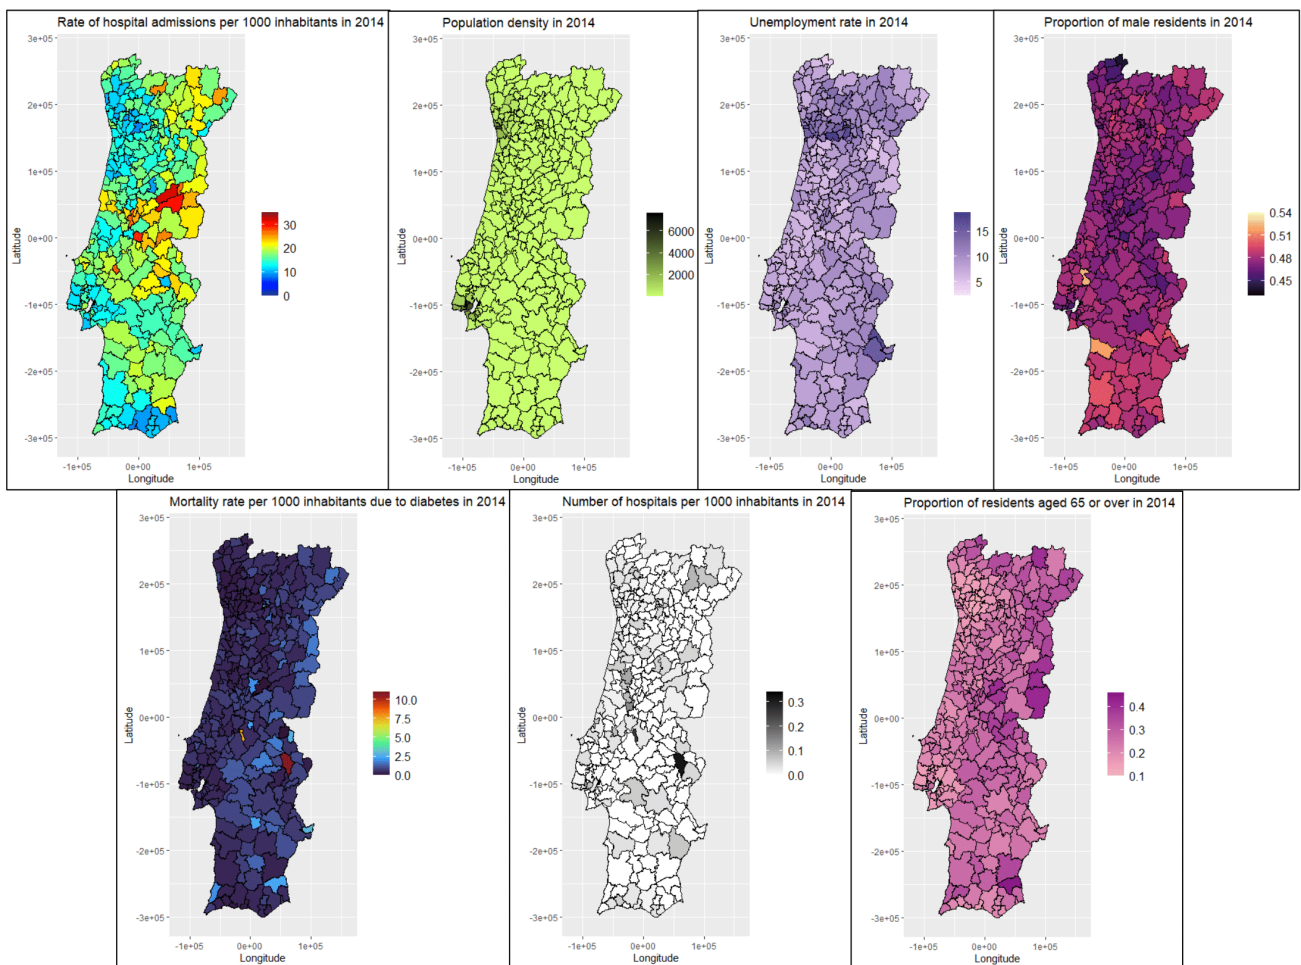 Rate of hospital admissions per 1000 inhabitants in 2014
3e+05
2e+05
1e+05
0e+00
-1e+05
-2e+05
-3e+05
Latitude
-1e+05 0e+00 1e+05
Longitude
30
20
10
0
Population density in 2014
3e+05
2e+05
1e+05
0e+00
-1e+05
-2e+05
-3e+05
Latitude
-1e+05 0e+00 1e+05
Longitude
6000
4000
2000
Unemployment rate in 2014
3e+05
2e+05
1e+05
0e+00
-1e+05
-2e+05
-3e+05
Latitude
-1e+05 0e+00 1e+05
Longitude
15
10
5
Proportion of male residents in 2014
3e+05
2e+05
1e+05
0e+00
-1e+05
-2e+05
-3e+05
Latitude
-1e+05 0e+00 1e+05
Longitude
0.54
0.51
0.48
0.45
Mortality rate per 1000 inhabitants due to diabetes in 2014
3e+05
2e+05
1e+05
0e+00
-1e+05
-2e+05
-3e+05
Latitude
-1e+05 0e+00 1e+05
Longitude
10.0
7.5
5.0
2.5
0.0
Number of hospitals per 1000 inhabitants in 2014
3e+05
2e+05
1e+05
0e+00
-1e+05
-2e+05
-3e+05
Latitude
-1e+05 0e+00 1e+05
Longitude
0.3
0.2
0.1
0.0
Proportion of residents aged 65 or over in 2014
3e+05
2e+05
1e+05
0e+00
-1e+05
-2e+05
-3e+05
Latitude
-1e+05 0e+00 1e+05
Longitude
0.4
0.3
0.2
0.1